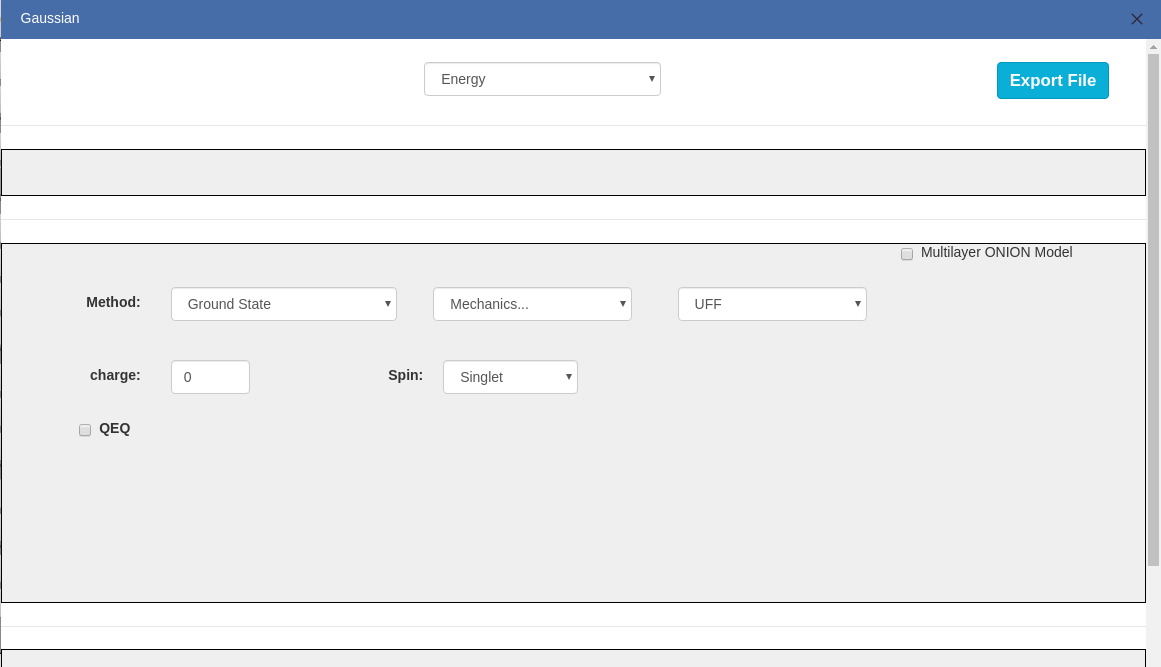 Gaussian
Energy
Export File
Multilayer ONION Model
Method: Ground State Mechanics... UFF
charge: 0 Spin: Singlet
QEQ